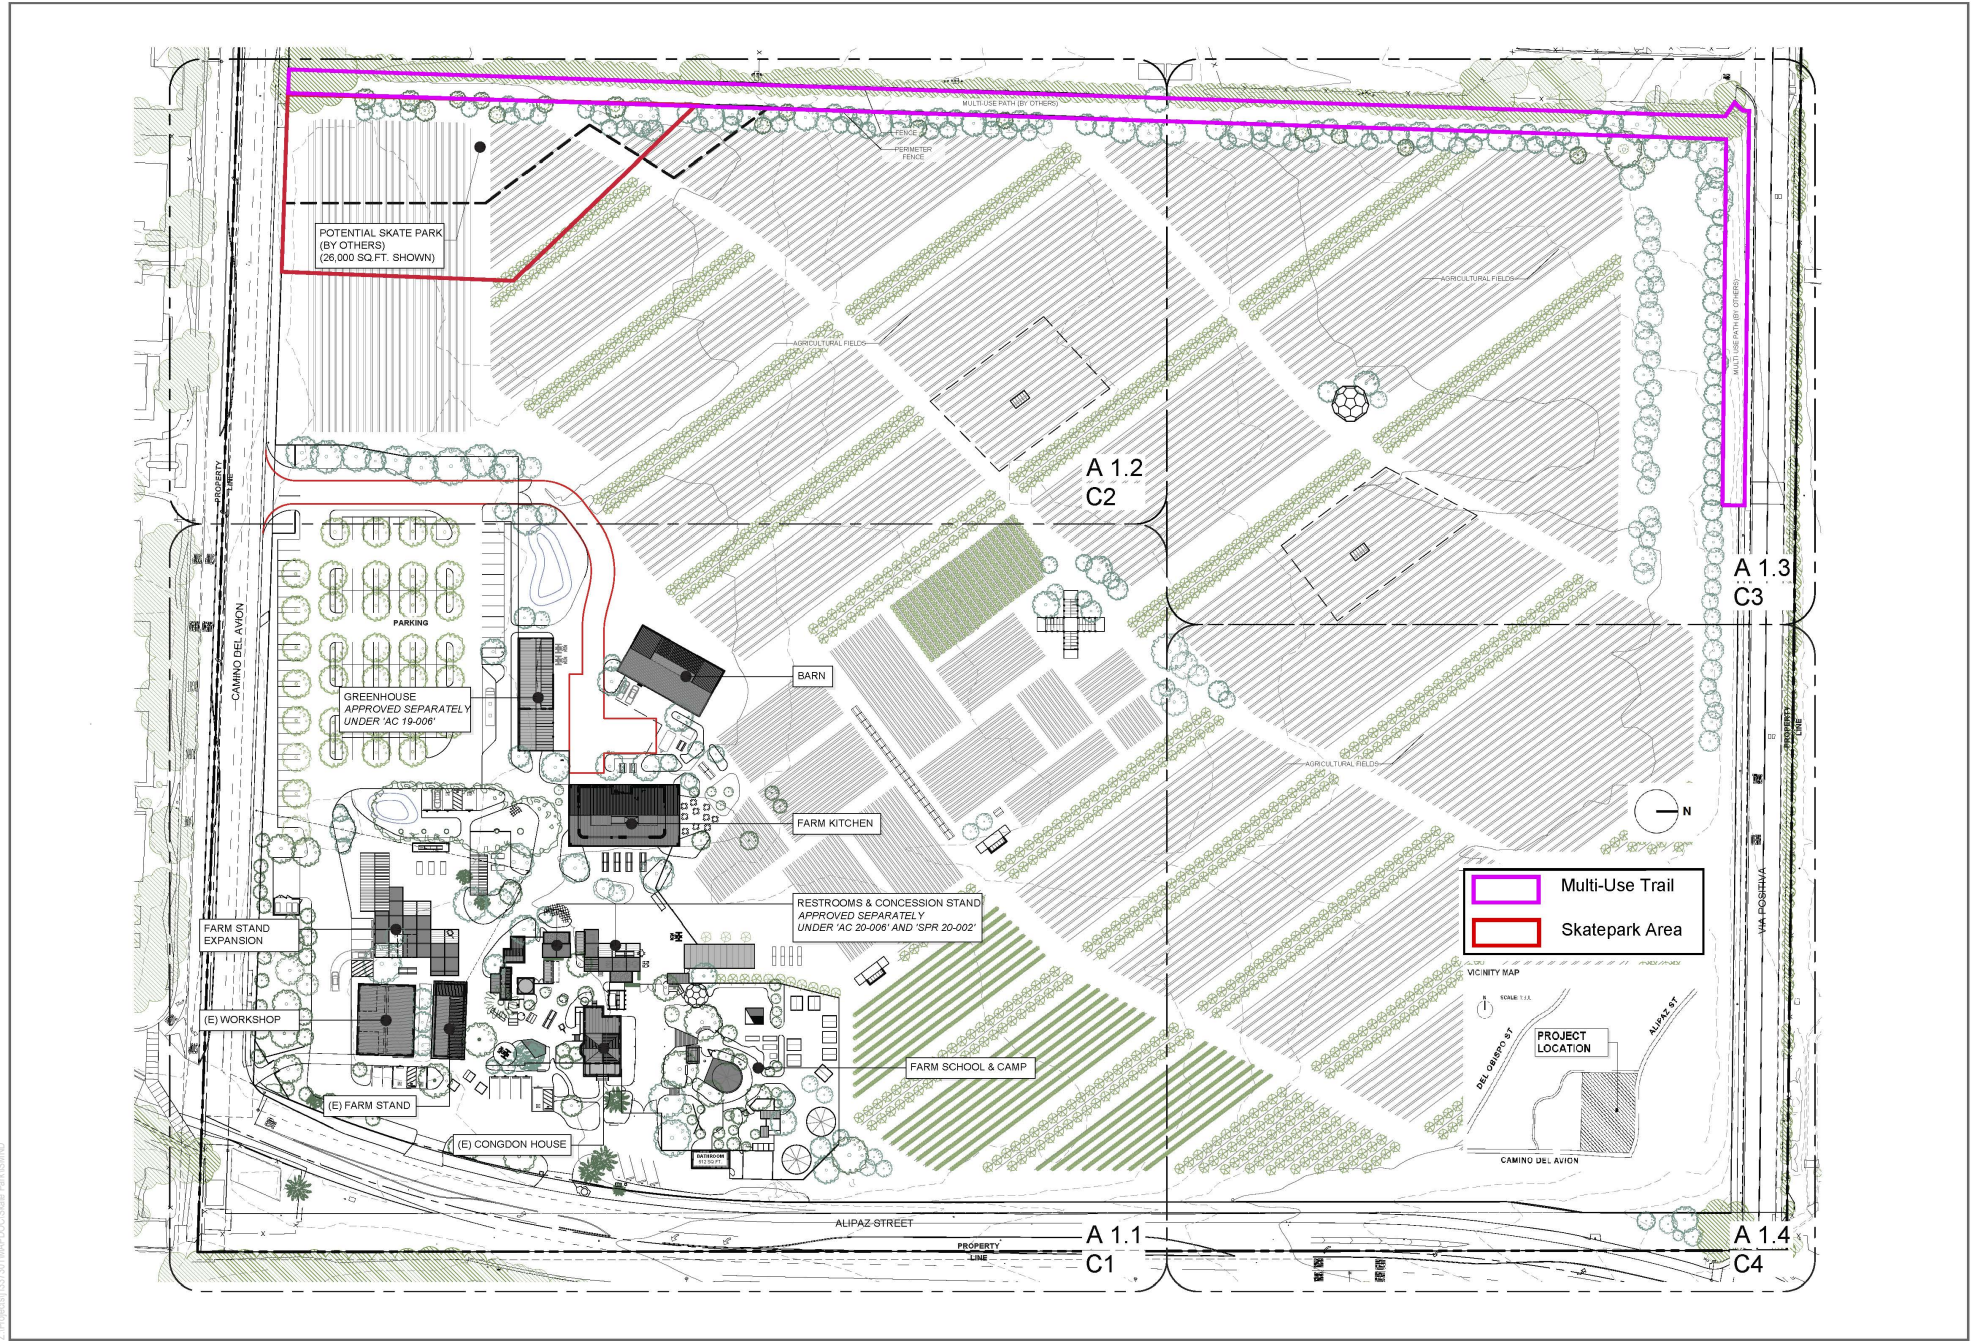 MULTI-USE PATH (BY OTHERS)
FENCE
PERIMETER
FENCE
POTENTIAL SKATE PARK
(BY OTHERS)
(26,000 SQ.FT. SHOWN)
AGRICULTURAL FIELDS
AGRICULTURAL FIELDS
MULTI USE PATH (BY OTHERS)
PROPERTY
LINE
A 1.2
C2
A 1.3
C3
CAMINO DEL AVION
PARKING
GREENHOUSE
APPROVED SEPARATELY
UNDER 'AC 19-006'
BARN
PROPERTY
LINE
AGRICULTURAL FIELDS
FARM KITCHEN
N
Multi-Use Trail
Skatepark Area
VIA POSITIVA
RESTROOMS & CONCESSION STAND
APPROVED SEPARATELY
UNDER 'AC 20-006' AND 'SPR 20-002'
FARM STAND
EXPANSION
VICINITY MAP
N
PROJECT
LOCATION
DEL OBISPO ST
ALIPAZ ST
CAMINO DEL AVION
(E) WORKSHOP
FARM SCHOOL & CAMP
(E) FARM STAND
(E) CONGDON HOUSE
BATHROOM
ALIPAZ STREET
PROPERTY
LINE
A 1.1
C1
A 1.4
C4